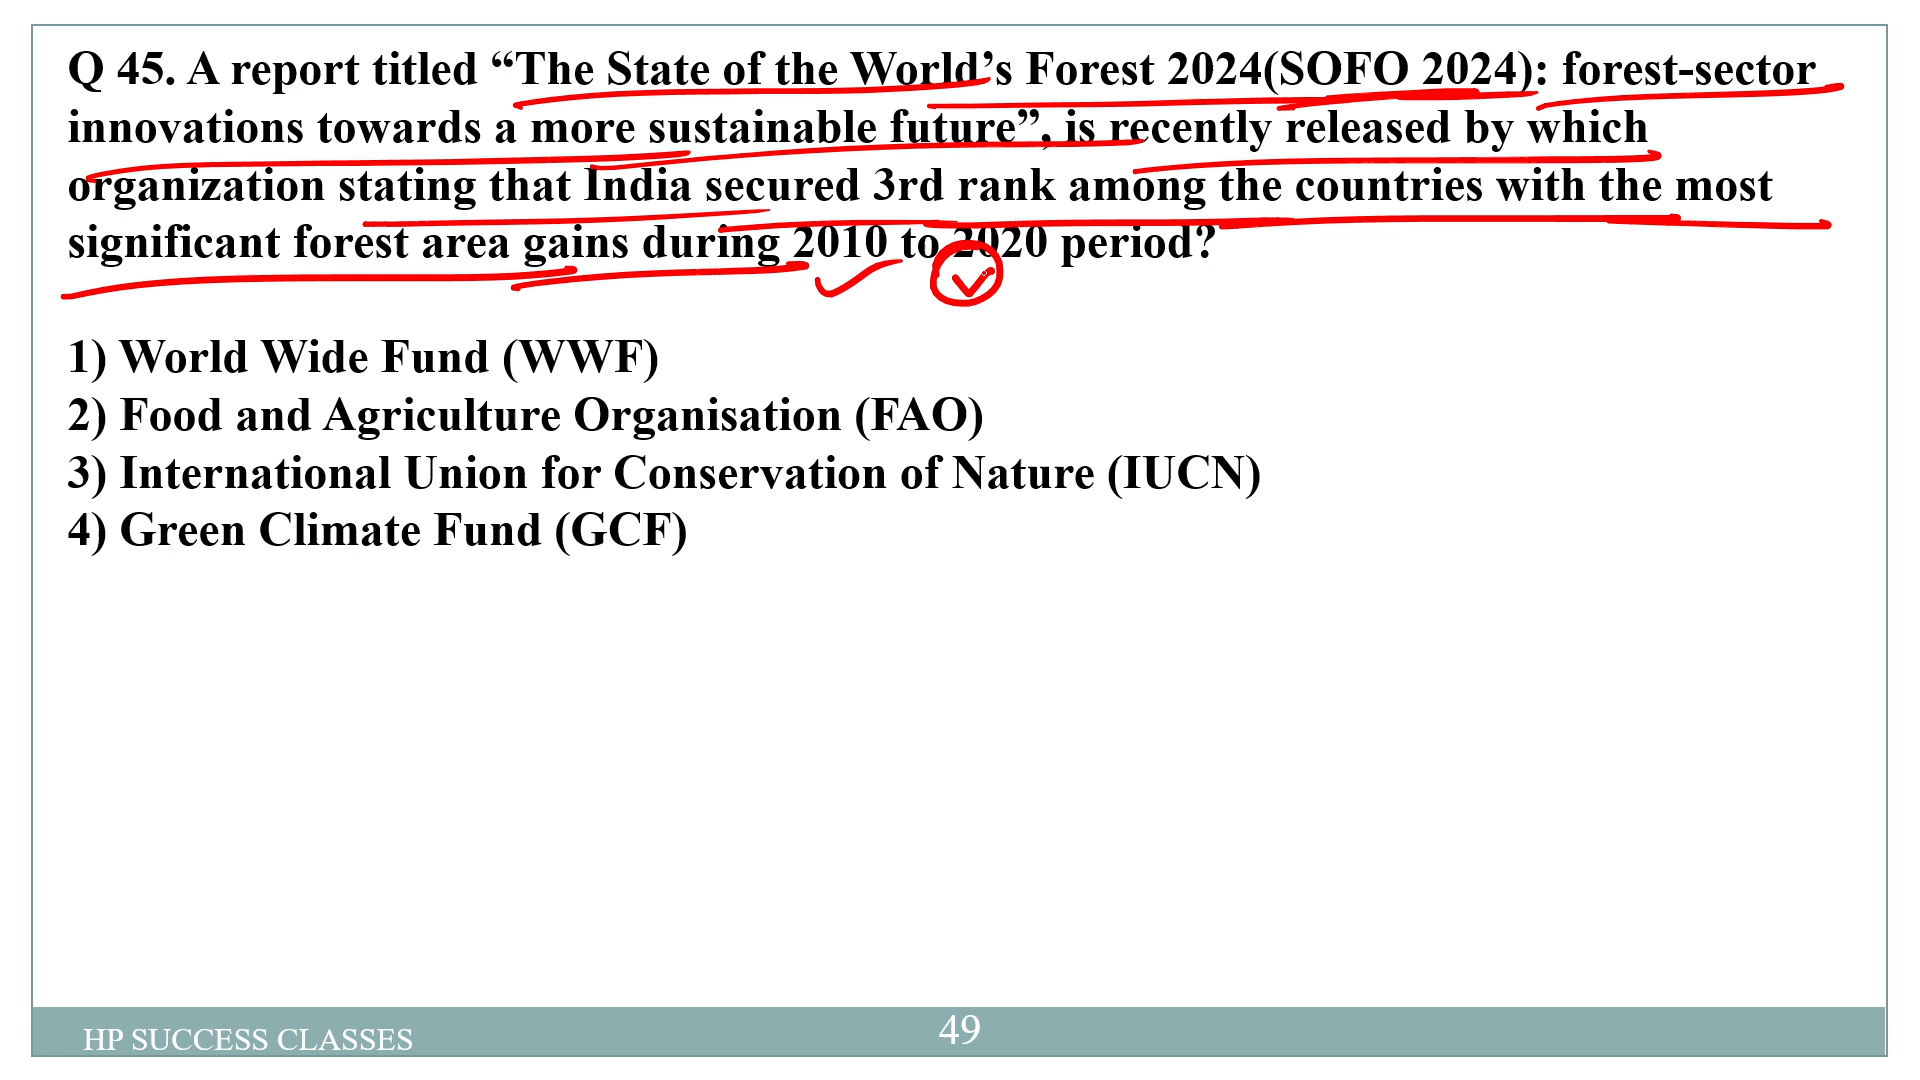 Q 45. A report titled “The State of the World’s Forest 2024(SOFO 2024): forest-sector
innovations towards a more sustainable future”, is recently released by which
organization stating that India secured 3rd rank among the countries with the most
significant forest area gains during 2010 to 2020 period?
1) World Wide Fund (WWF)
2) Food and Agriculture Organisation (FAO)
3) International Union for Conservation of Nature (IUCN)
4) Green Climate Fund (GCF)
HP SUCCESS CLASSES
49